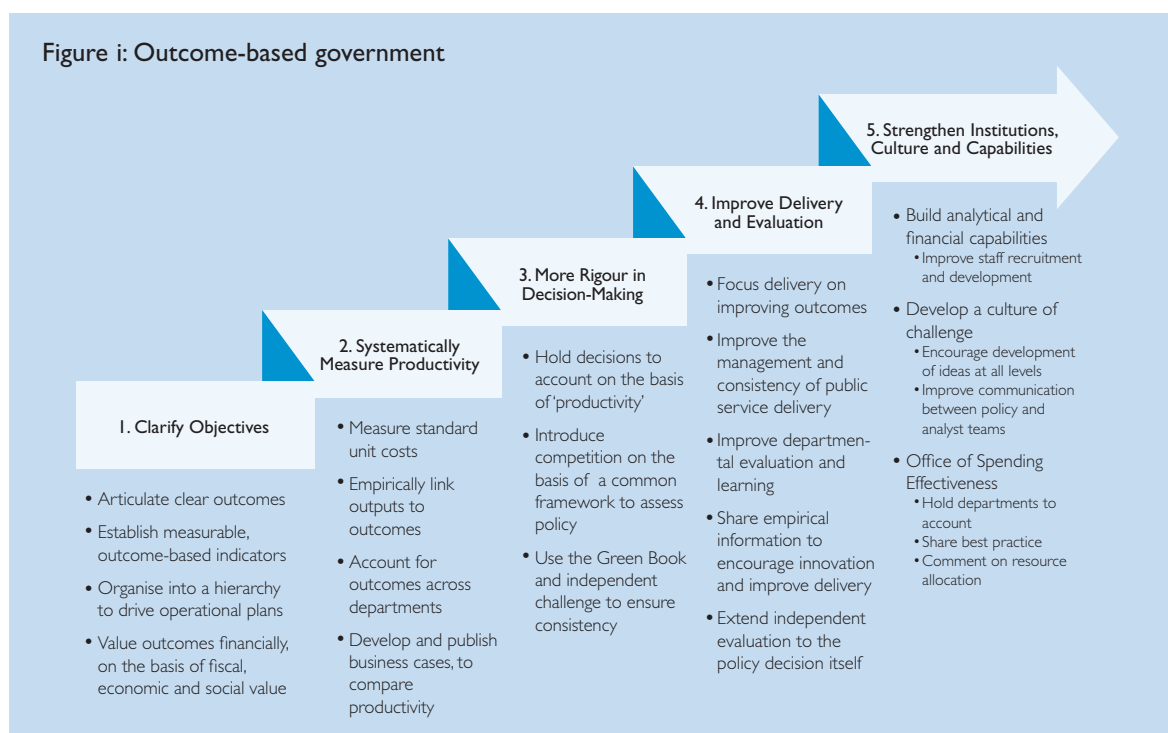 Figure i: Outcome-based government
1. Clarify Objectives
• Articulate clear outcomes
• Establish measurable,
outcome-based indicators
• Organise into a hierarchy
to drive operational plans
• Value outcomes financially,
on the basis of fiscal,
economic and social value
2. Systematically
Measure Productivity
• Measure standard
unit costs
• Empirically link
outputs to
outcomes
• Account for
outcomes across
departments
• Develop and publish
business cases, to
compare
productivity
3. More Rigour in
Decision-Making
• Hold decisions to
account on the basis
of ‘productivity’
• Introduce
competition on the
basis of a common
framework to assess
policy
• Use the Green Book
and independent
challenge to ensure
consistency
4. Improve Delivery
and Evaluation
• Focus delivery on
improving outcomes
• Improve the
management and
consistency of public
service delivery
• Improve departmen-
tal evaluation and
learning
• Share empirical
information to
encourage innovation
and improve delivery
• Extend independent
evaluation to the
policy decision itself
5. Strengthen Institutions,
Culture and Capabilities
• Build analytical and
financial capabilities
• Improve staff recruitment
and development
• Develop a culture of
challenge
• Encourage development
of ideas at all levels
• Improve communication
between policy and
analyst teams
• Office of Spending
Effectiveness
• Hold departments to
account
• Share best practice
• Comment on resource
allocation